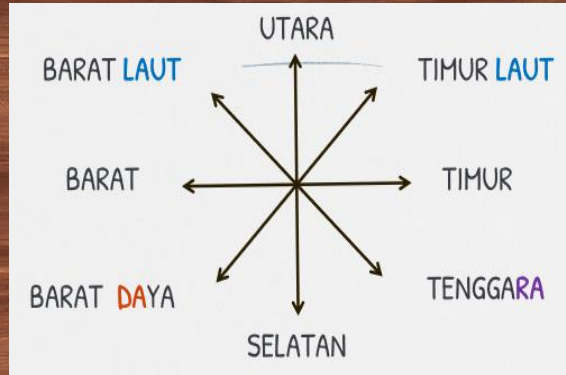 UTARA
BARAT LAUT
TIMUR LAUT
BARAT
TIMUR
BARAT DAYA
TENGGARA
SELATAN